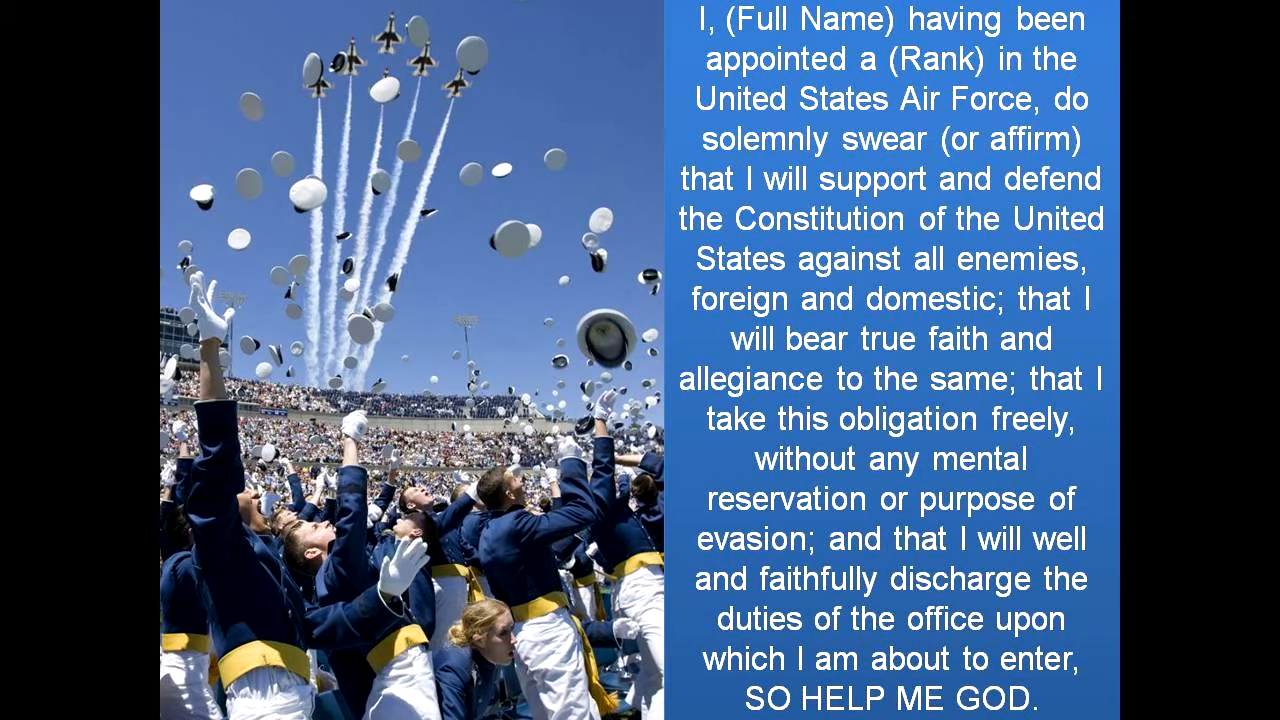 I, (Full Name) having been
appointed a (Rank) in the
United States Air Force, do
solemnly swear (or affirm)
that I will support and defend
the Constitution of the United
States against all enemies,
foreign and domestic; that I
will bear true faith and
allegiance to the same; that I
take this obligation freely,
without any mental
reservation or purpose of
evasion; and that I will well
and faithfully discharge the
duties of the office upon
which I am about to enter,
SO HELP ME GOD.